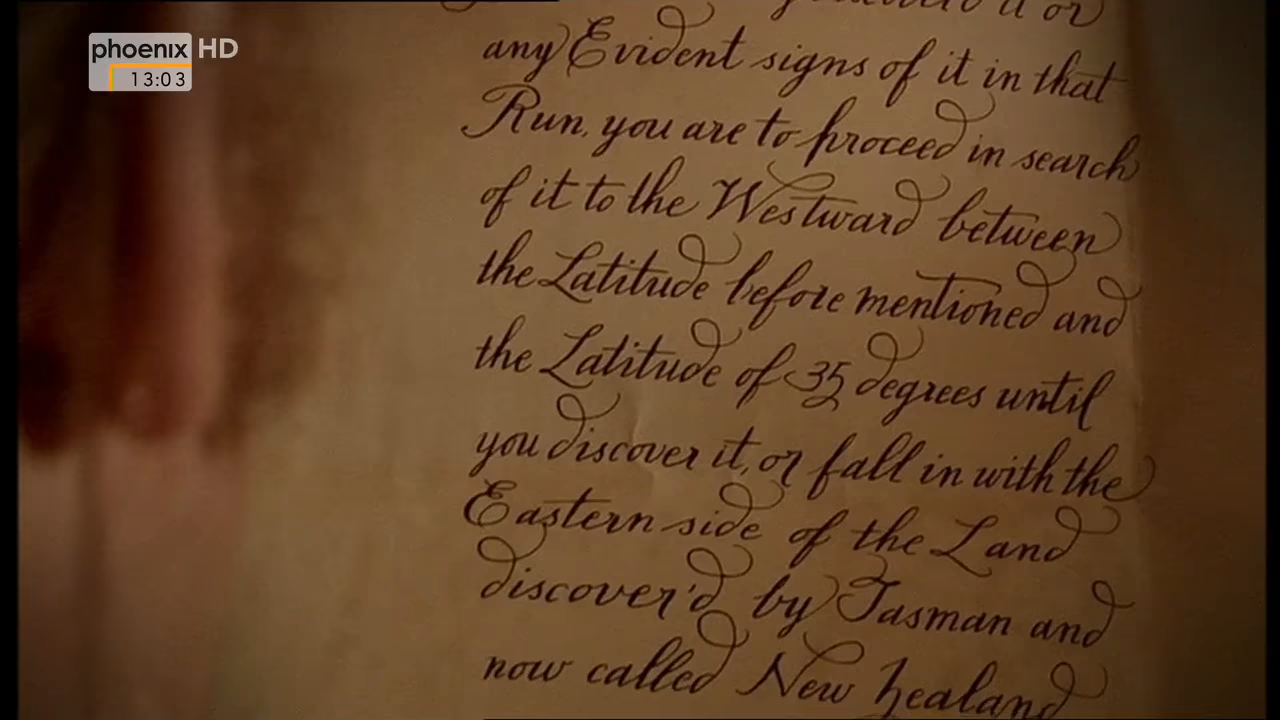 phoenix HD
13:03
it or
any Evident signs of it in that
Run, you are to proceed in search
of it to the Westward between
the Latitude before mentioned and
the Latitude of 35 degrees until
you discover it, or fall in with the
Eastern side of the Land
discover'd by Tasman and
now called New Zealand